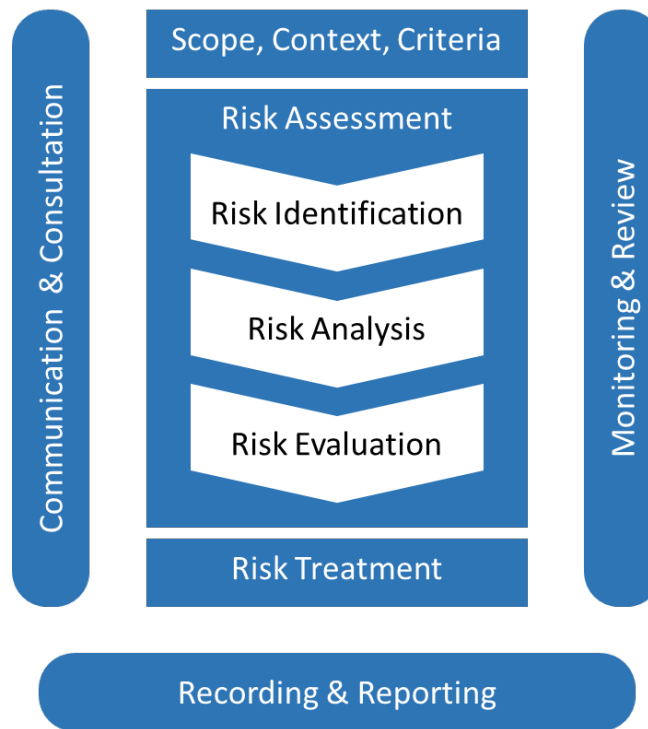 Communication & Consultation
Scope, Context, Criteria
Risk Assessment
Risk Identification
Risk Analysis
Risk Evaluation
Risk Treatment
Monitoring & Review
Recording & Reporting